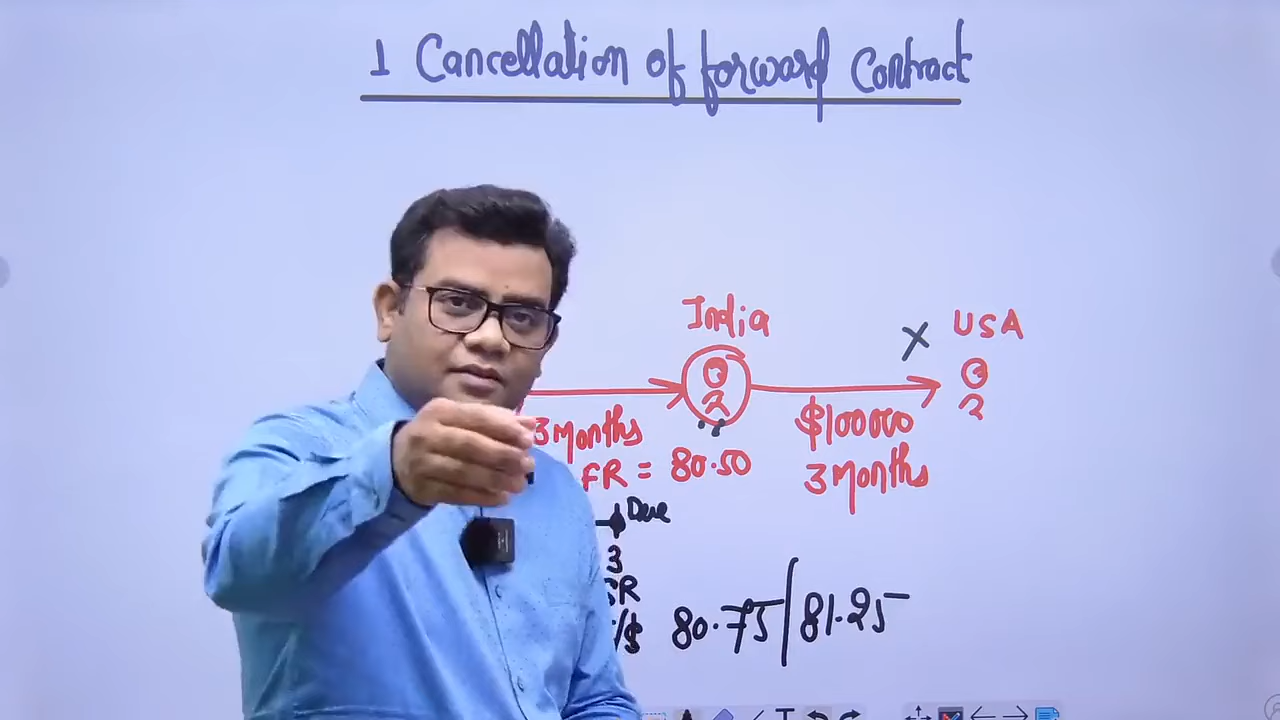 1 Cancellation of forward Contract
India
USA
3 months
$100000
FR = 80.50
3 months
Due
3
SR
/$ 80.75/81.25